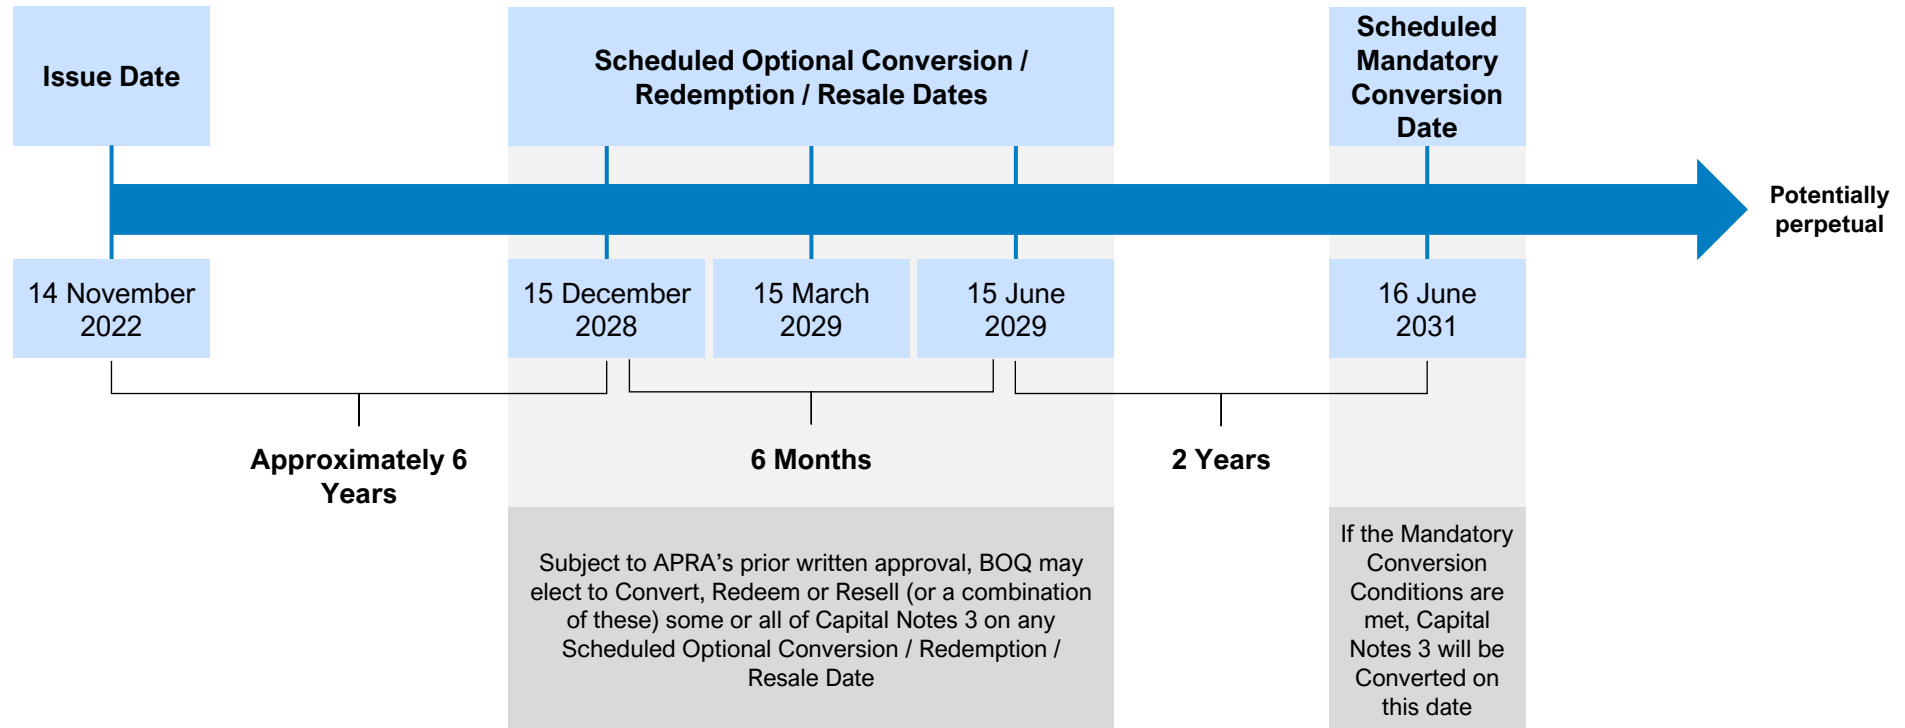 Issue Date
Scheduled Optional Conversion /
Redemption / Resale Dates
Scheduled
Mandatory
Conversion
Date
Potentially
perpetual
14 November
2022
15 December
2028
15 March
2029
15 June
2029
16 June
2031
Approximately 6
Years
6 Months
2 Years
Subject to APRA’s prior written approval, BOQ may
elect to Convert, Redeem or Resell (or a combination
of these) some or all of Capital Notes 3 on any
Scheduled Optional Conversion / Redemption /
Resale Date
If the Mandatory
Conversion
Conditions are
met, Capital
Notes 3 will be
Converted on
this date